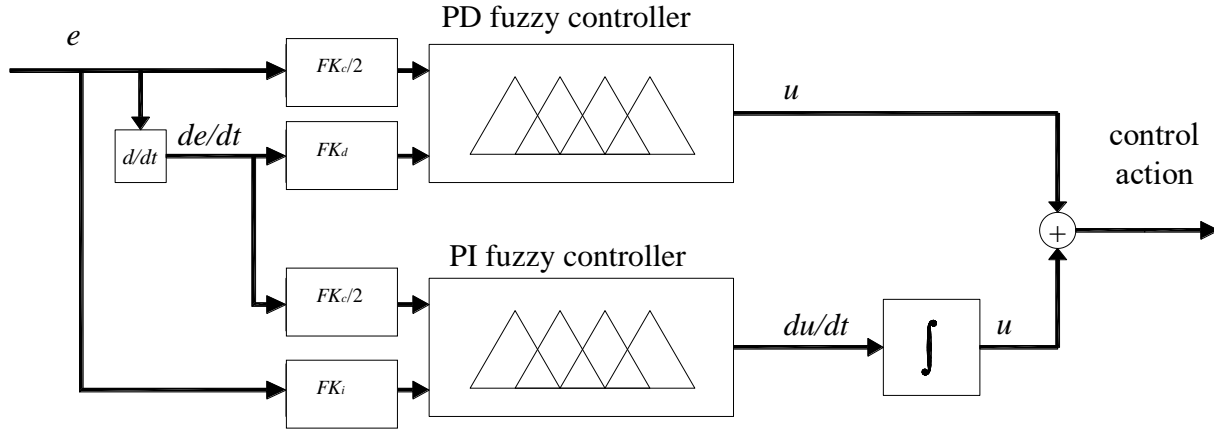 PD fuzzy controller
e
FKc/2
u
d/dt
de/dt
FKd
control
action
+
PI fuzzy controller
FKc/2
du/dt
∫
u
FKi